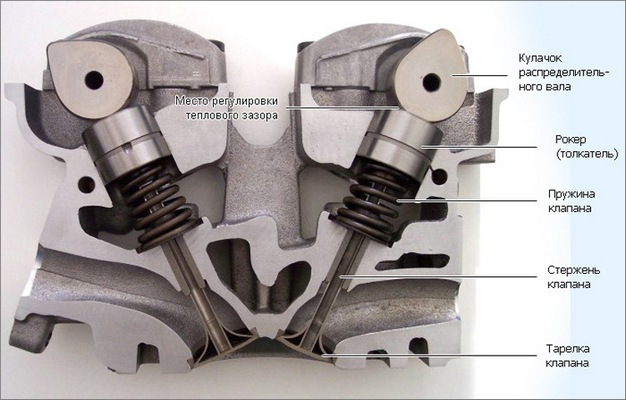 Кулачок
распределитель-
ного вала
Место регулировки
теплового зазора
Рокер
(толкатель)
Пружина
клапана
Стержень
клапана
Тарелка
клапана